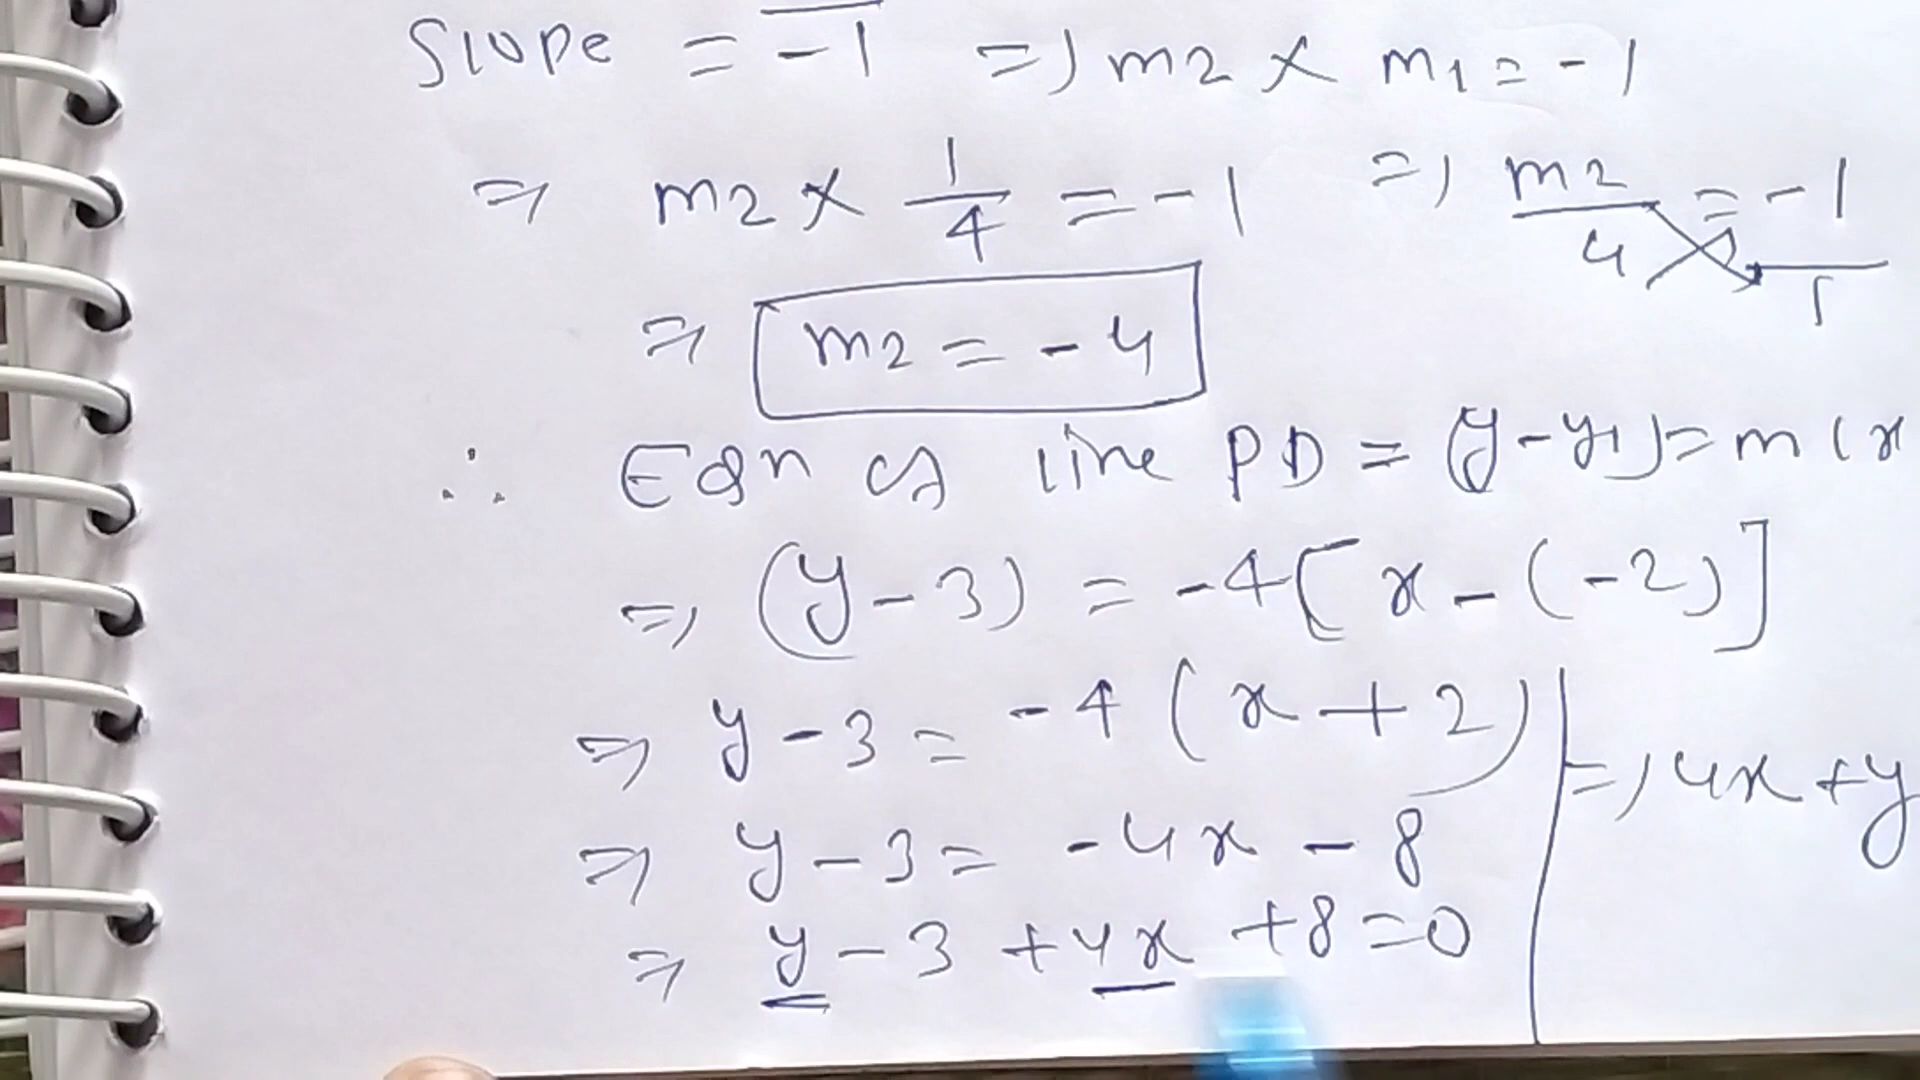 Slope = -1 => m2 × m1 = -1
=> m2 × 1/4 = -1 => m2/4 = -1/1
=> m2 = -4
∴ Eqn of line PD = (y-y1) = m(x
=> (y-3) = -4[x-(-2)]
=> y-3 = -4(x+2)
=> y-3 = -4x-8
=> y-3+4x+8=0
=> 4x+y